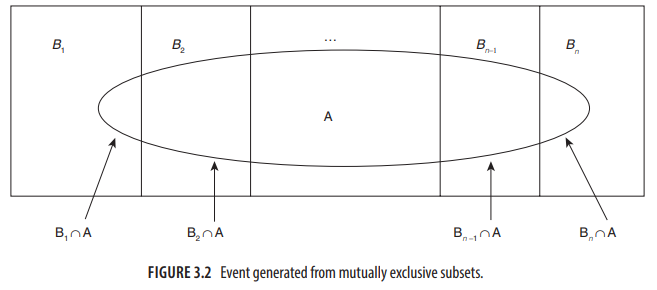 B₁ B₂ ... Bₙ₋₁ Bₙ
A
B₁∩A B₂∩A Bₙ₋₁∩A Bₙ∩A
FIGURE 3.2 Event generated from mutually exclusive subsets.